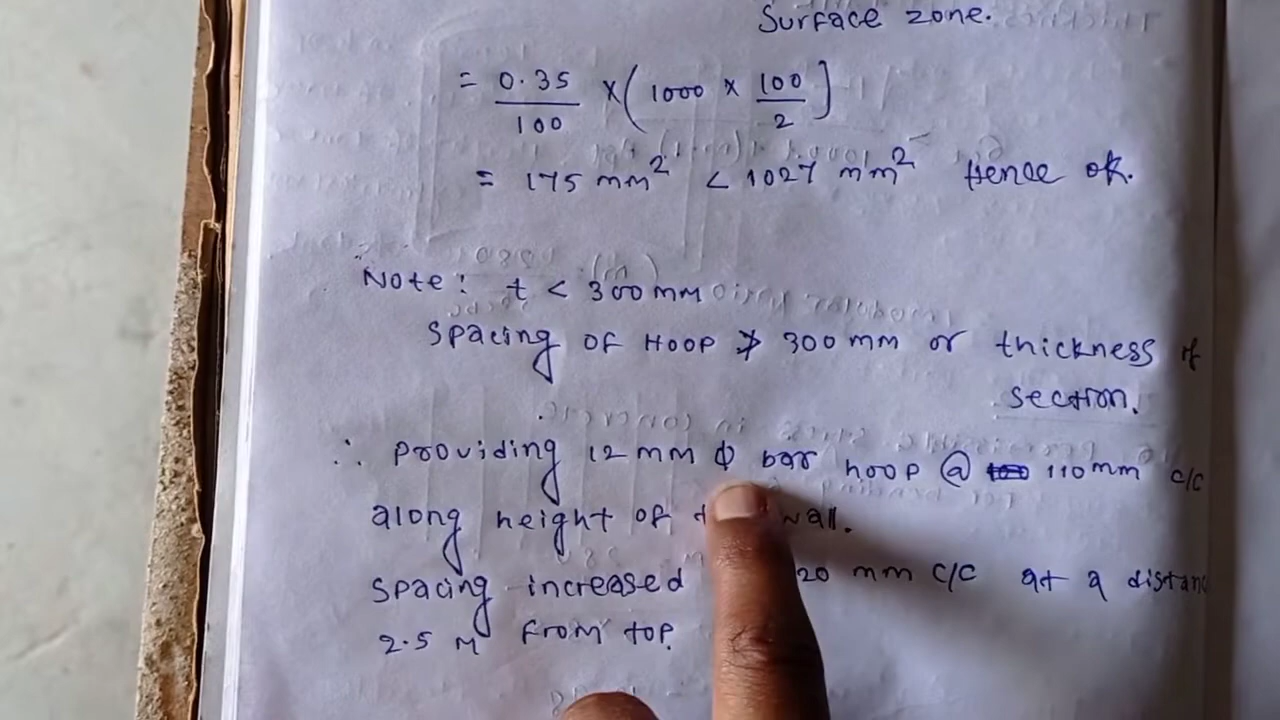 Surface zone.
= 0.35/100 × (1000 × 100/2]
= 175 mm² < 1027 mm² Hence ok.
Note: t < 300 mm
Spacing of Hoop ≯ 300 mm or thickness of
section.
∴ Providing 12 mm ϕ bar hoop @ 110 mm c/c
along height of wall.
Spacing increased 20 mm c/c at a distan
2.5 M From top.